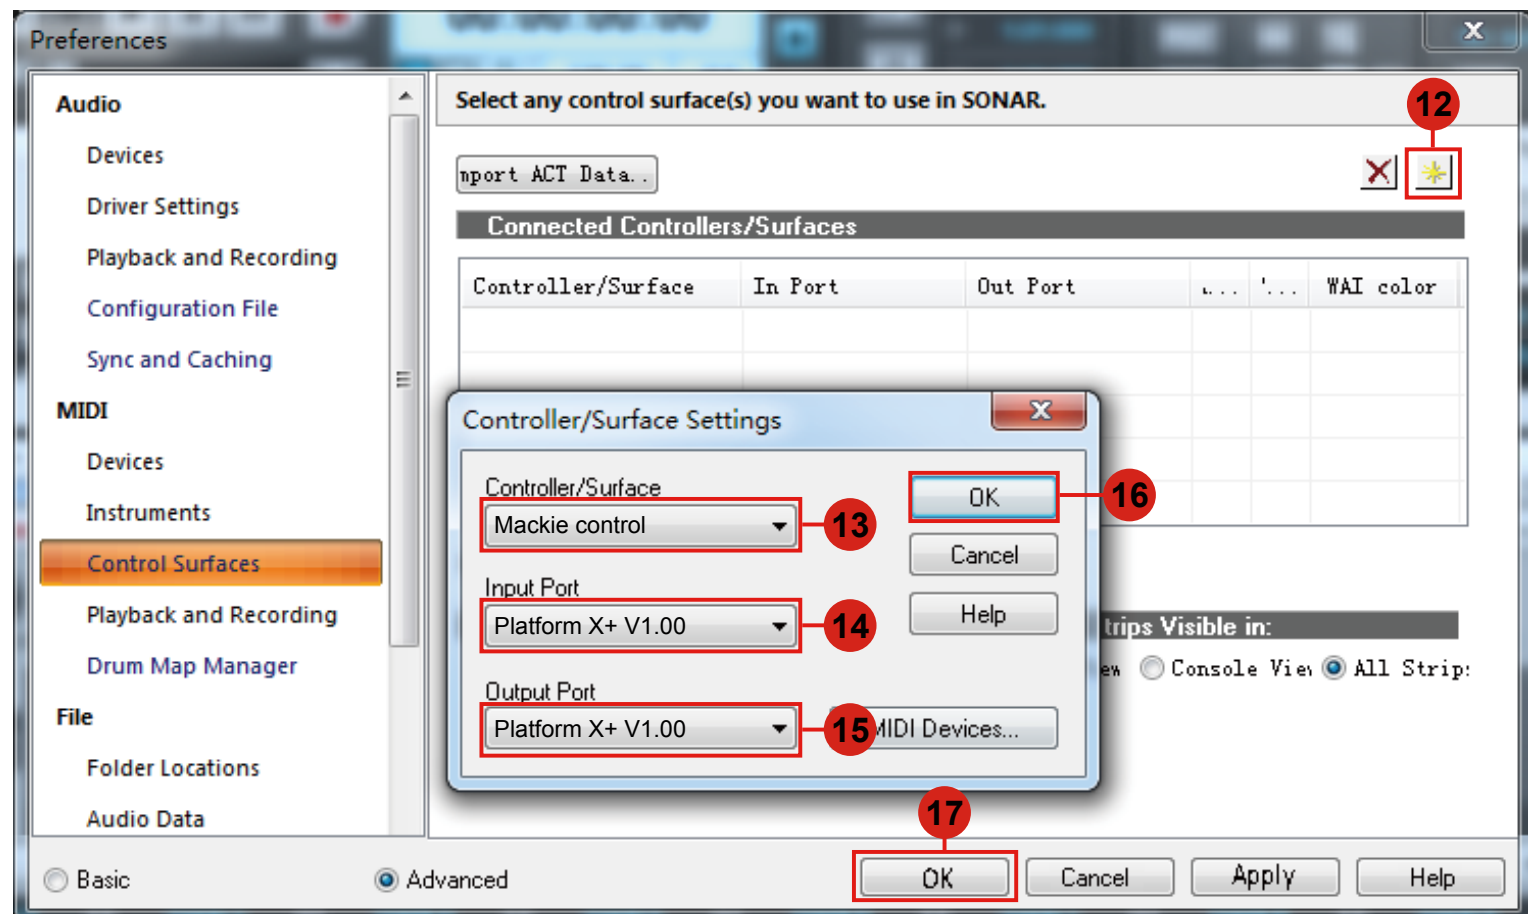 Preferences
Audio
Devices
Driver Settings
Playback and Recording
Configuration File
Sync and Caching
MIDI
Devices
Instruments
Control Surfaces
Playback and Recording
Drum Map Manager
File
Folder Locations
Audio Data
Basic
Advanced
Select any control surface(s) you want to use in SONAR.
12
mport ACT Data..
Connected Controllers/Surfaces
Controller/Surface In Port Out Port ... '... WAI color
Controller/Surface Settings
Controller/Surface
Mackie control
13
Input Port
Platform X+ V1.00
14
Output Port
Platform X+ V1.00
15
OK
16
Cancel
Help
MIDI Devices...
trips Visible in:
ew Console Vie All Strip:
17
OK Cancel Apply Help